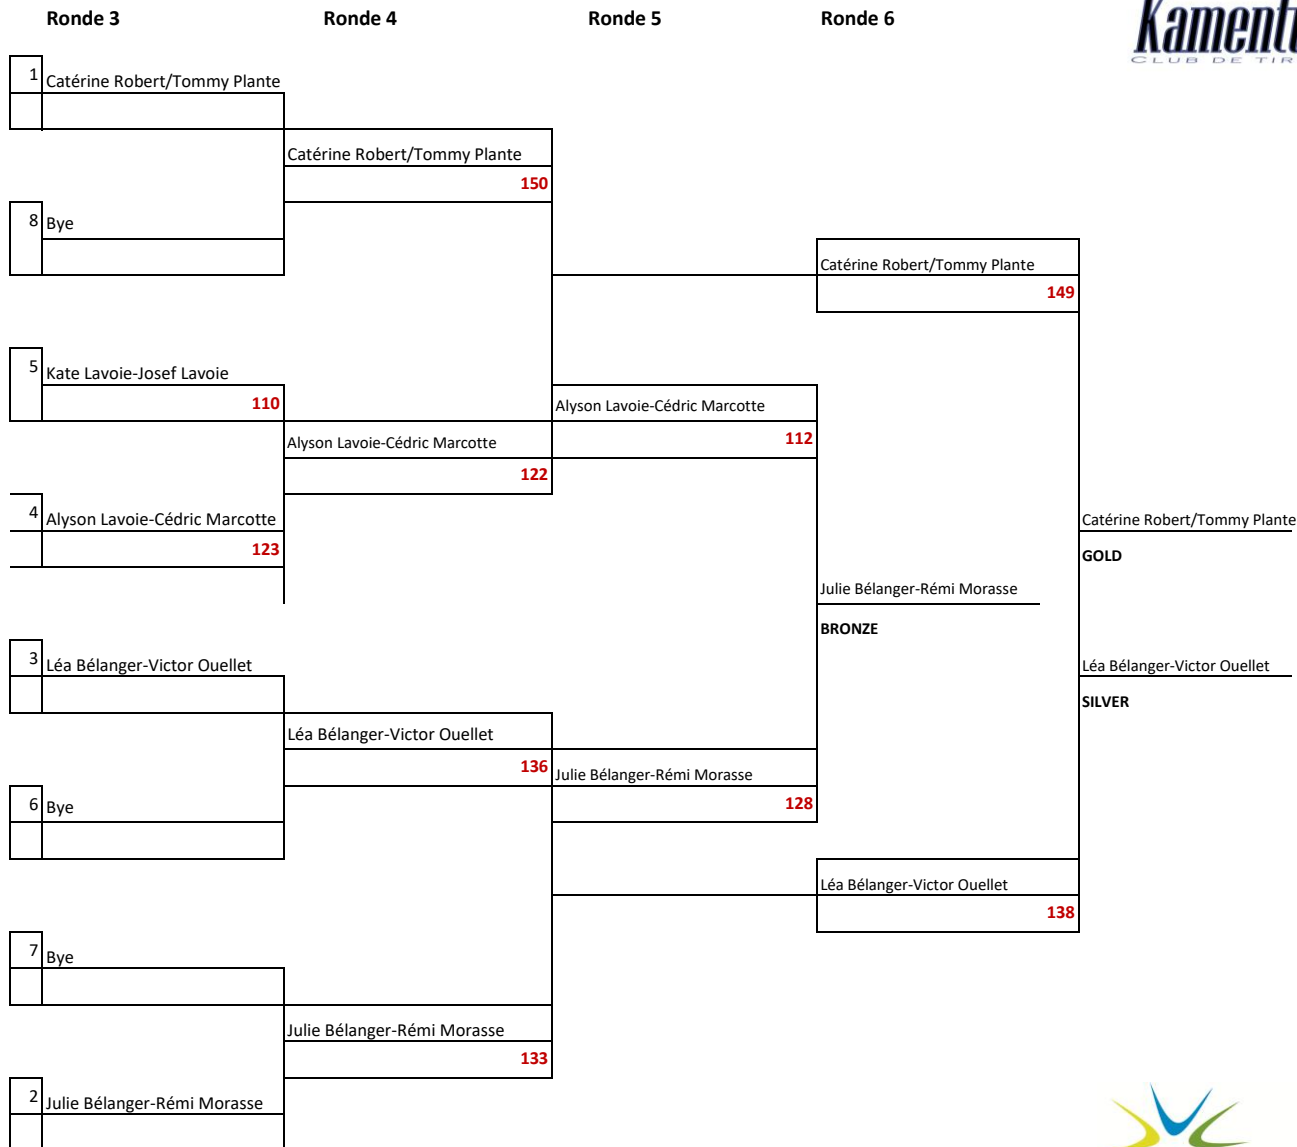 Ronde 3 Ronde 4 Ronde 5 Ronde 6
CLUB DE TIR
1 Catérine Robert/Tommy Plante
Catérine Robert/Tommy Plante
150
8 Bye
Catérine Robert/Tommy Plante
149
5 Kate Lavoie-Josef Lavoie
110
Alyson Lavoie-Cédric Marcotte
112
Alyson Lavoie-Cédric Marcotte
122
4 Alyson Lavoie-Cédric Marcotte
123
Catérine Robert/Tommy Plante
GOLD
Julie Bélanger-Rémi Morasse
BRONZE
3 Léa Bélanger-Victor Ouellet
Léa Bélanger-Victor Ouellet
SILVER
Léa Bélanger-Victor Ouellet
136
Julie Bélanger-Rémi Morasse
128
6 Bye
Léa Bélanger-Victor Ouellet
138
7 Bye
Julie Bélanger-Rémi Morasse
133
2 Julie Bélanger-Rémi Morasse